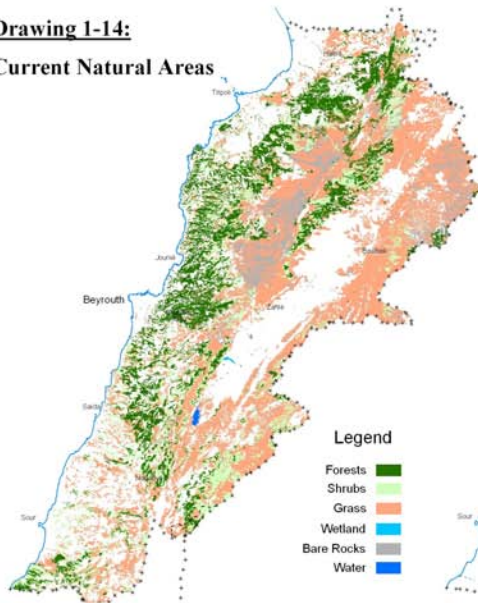 Drawing 1-14:
Current Natural Areas
Tripoli
Jounié
Beyrouth
Zahlé
Saida
Sour
Legend
Forests
Shrubs
Grass
Wetland
Bare Rocks
Water
Sour